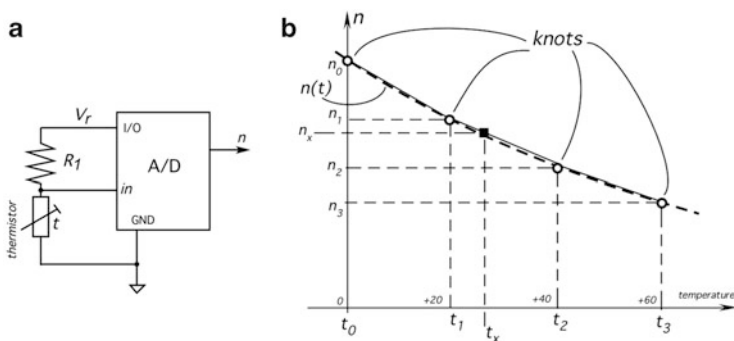 a
V_r
I/O
n
R_1
A/D
in
thermistor
t
GND
b
n
knots
n_0
n(t)
n_1
n_x
n_2
n_3
0
+20
+40
+60
temperature
t_0
t_1
t_x
t_2
t_3